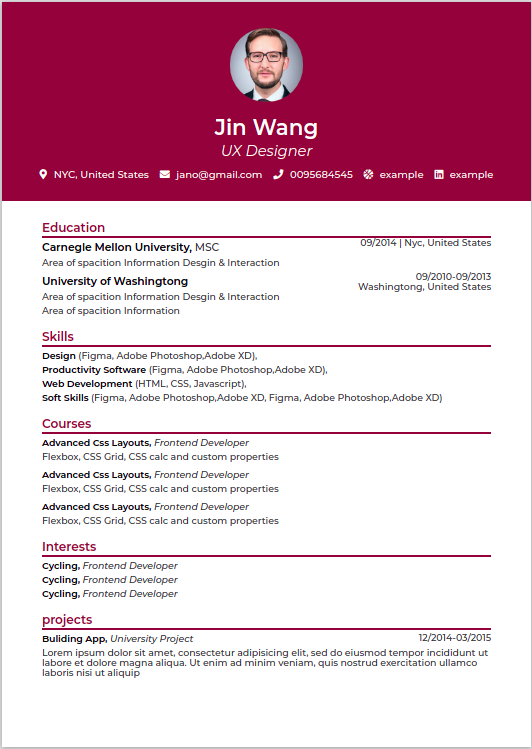 Jin Wang
UX Designer
NYC, United States jano@gmail.com 0095684545 example example
Education
Carnegle Mellon University, MSC 09/2014 | Nyc, United States
Area of spacition Information Desgin & Interaction
University of Washingtong 09/2010-09/2013
Washingtong, United States
Area of spacition Information Desgin & Interaction
Area of spacition Information
Skills
Design (Figma, Adobe Photoshop,Adobe XD),
Productivity Software (Figma, Adobe Photoshop,Adobe XD),
Web Development (HTML, CSS, Javascript),
Soft Skills (Figma, Adobe Photoshop,Adobe XD, Figma, Adobe Photoshop,Adobe XD)
Courses
Advanced Css Layouts, Frontend Developer
Flexbox, CSS Grid, CSS calc and custom properties
Advanced Css Layouts, Frontend Developer
Flexbox, CSS Grid, CSS calc and custom properties
Advanced Css Layouts, Frontend Developer
Flexbox, CSS Grid, CSS calc and custom properties
Interests
Cycling, Frontend Developer
Cycling, Frontend Developer
Cycling, Frontend Developer
projects
Buliding App, University Project 12/2014-03/2015
Lorem ipsum dolor sit amet, consectetur adipisicing elit, sed do eiusmod tempor incididunt ut
labore et dolore magna aliqua. Ut enim ad minim veniam, quis nostrud exercitation ullamco
laboris nisi ut aliquip